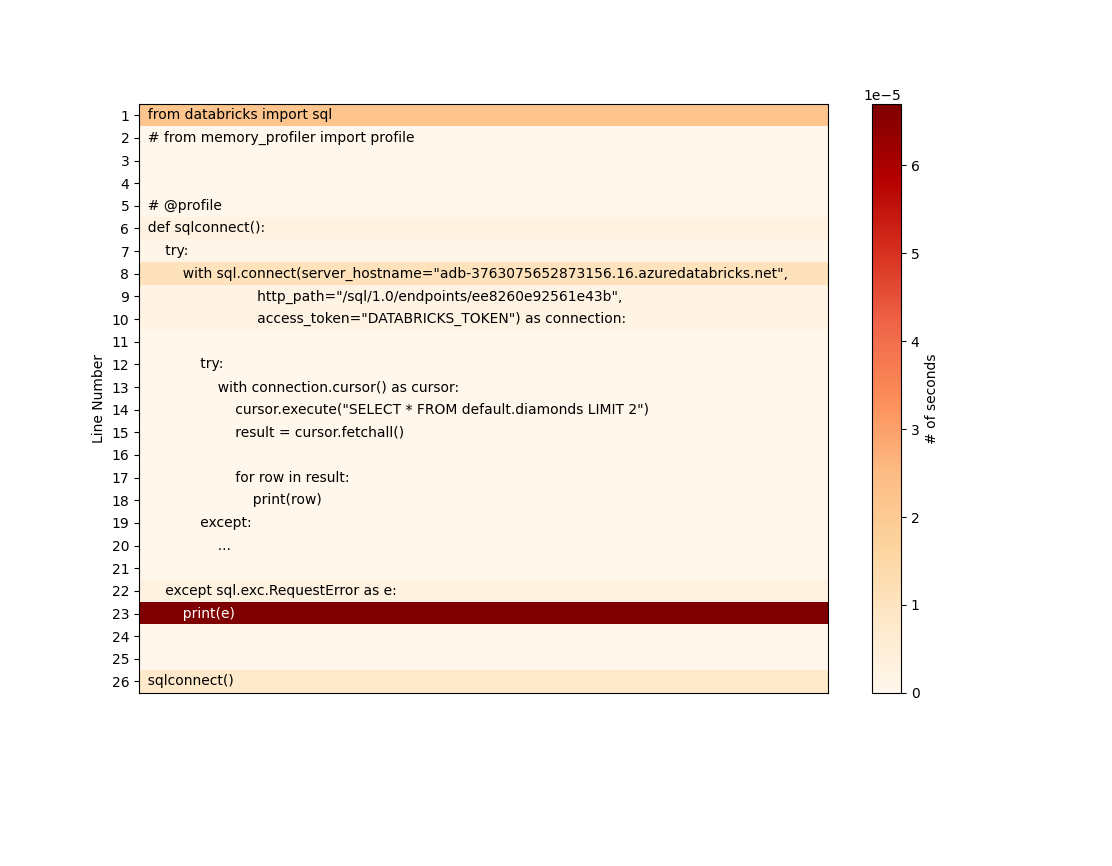 1e−5
1 from databricks import sql
2 # from memory_profiler import profile
3
4
5 # @profile
6 def sqlconnect():
7     try:
8         with sql.connect(server_hostname="adb-3763075652873156.16.azuredatabricks.net",
9                          http_path="/sql/1.0/endpoints/ee8260e92561e43b",
10                          access_token="DATABRICKS_TOKEN") as connection:
11
12             try:
13                 with connection.cursor() as cursor:
14                     cursor.execute("SELECT * FROM default.diamonds LIMIT 2")
15                     result = cursor.fetchall()
16
17                     for row in result:
18                         print(row)
19             except:
20                 ...
21
22     except sql.exc.RequestError as e:
23         print(e)
24
25
26 sqlconnect()
Line Number
6
5
4
3
2
1
0
# of seconds